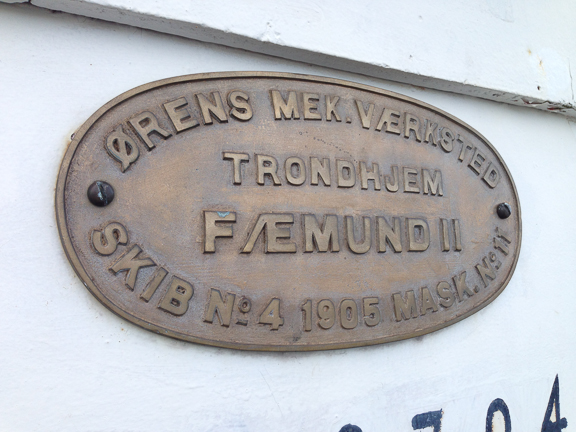 ØRENS MEK. VÆRKSTED
TRONDHJEM
FÆMUND II
SKIB No. 4 1905 MASK. No. 11